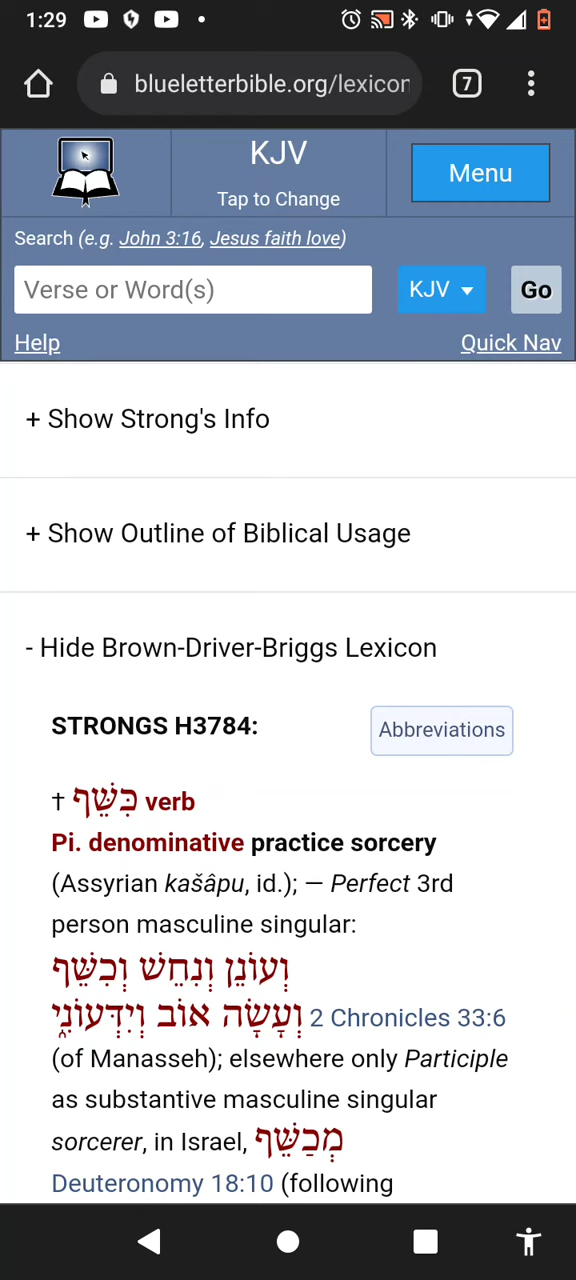 1:29
blueletterbible.org/lexicon
7
KJV
Tap to Change
Menu
Search (e.g. John 3:16, Jesus faith love)
Verse or Word(s)
KJV
Go
Help
Quick Nav
+ Show Strong's Info
+ Show Outline of Biblical Usage
- Hide Brown-Driver-Briggs Lexicon
STRONGS H3784:
Abbreviations
† כִּשֵּׁף verb
Pi. denominative practice sorcery
(Assyrian kašâpu, id.); — Perfect 3rd
person masculine singular:
וְעוֹנֵן וְנִחֵשׁ וְכִשֵּׁף
וְעָשָׂה אוֹב וְיִדְּעוֹנִ֑י 2 Chronicles 33:6
(of Manasseh); elsewhere only Participle
as substantive masculine singular
sorcerer, in Israel, מְכַשֵּׁף
Deuteronomy 18:10 (following